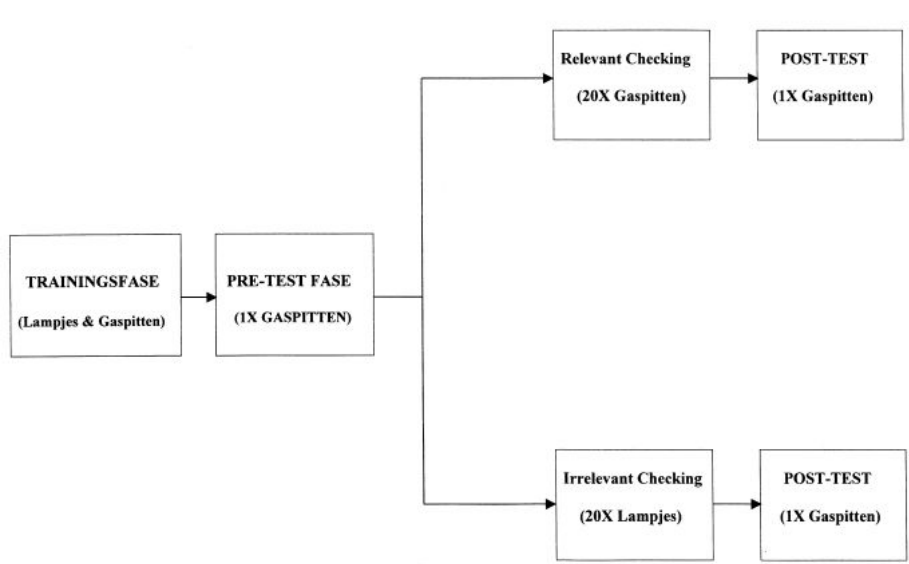 TRAININGSFASE
(Lampjes & Gaspitten)
PRE-TEST FASE
(1X GASPITTEN)
Relevant Checking
(20X Gaspitten)
POST-TEST
(1X Gaspitten)
Irrelevant Checking
(20X Lampjes)
POST-TEST
(1X Gaspitten)